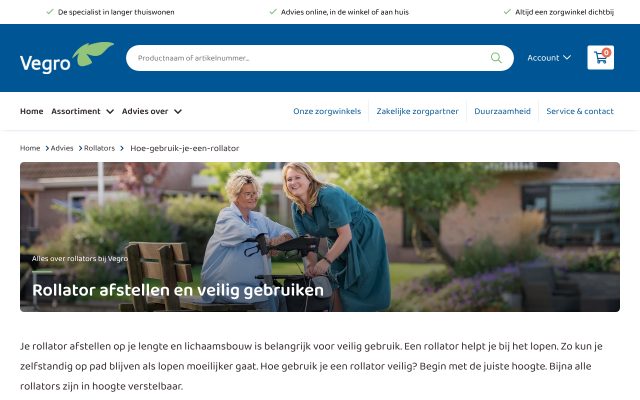 De specialist in langer thuiswonen
Advies online, in de winkel of aan huis
Altijd een zorgwinkel dichtbij
Vegro
Productnaam of artikelnummer...
Account
0
Home
Assortiment
Advies over
Onze zorgwinkels
Zakelijke zorgpartner
Duurzaamheid
Service & contact
Home
Advies
Rollators
Hoe-gebruik-je-een-rollator
Alles over rollators bij Vegro
Rollator afstellen en veilig gebruiken
Je rollator afstellen op je lengte en lichaamsbouw is belangrijk voor veilig gebruik. Een rollator helpt je bij het lopen. Zo kun je
zelfstandig op pad blijven als lopen moeilijker gaat. Hoe gebruik je een rollator veilig? Begin met de juiste hoogte. Bijna alle
rollators zijn in hoogte verstelbaar.